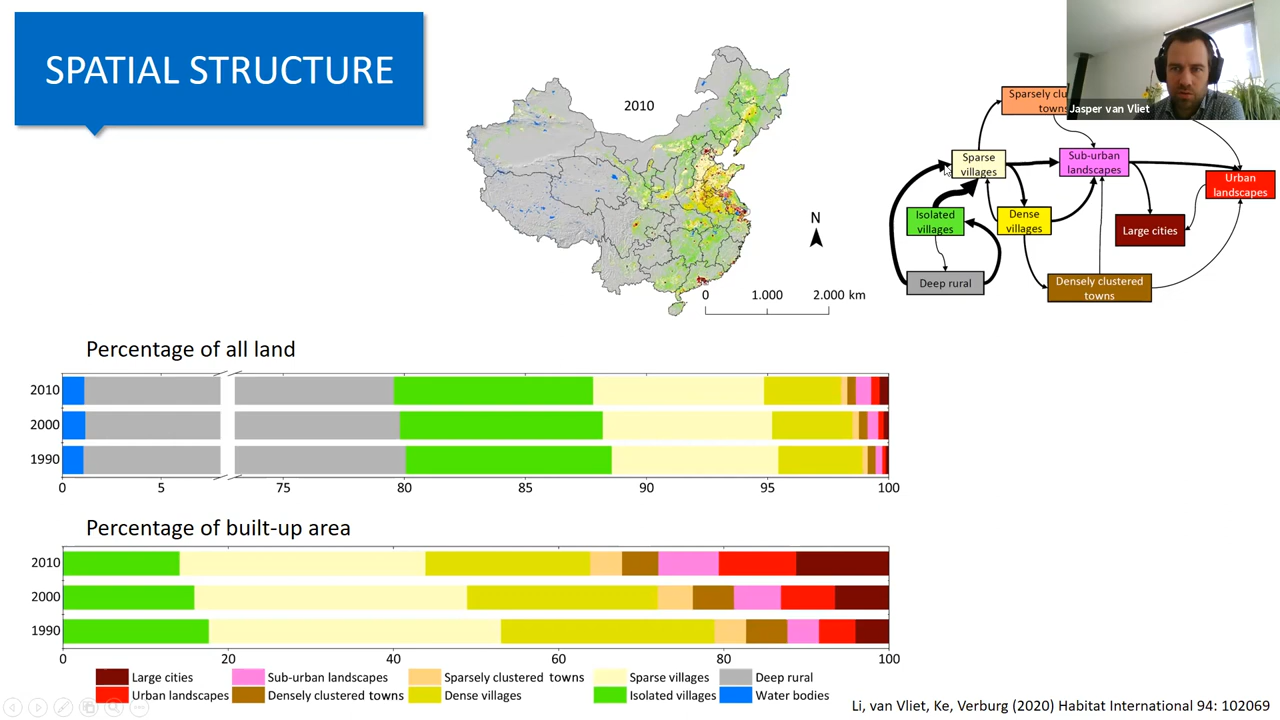 SPATIAL STRUCTURE
2010
N
0
1.000
2.000 km
Sparsely clu
towns
Jasper van Vliet
Sparse
villages
Sub-urban
landscapes
Urban
landscapes
Isolated
villages
Dense
villages
Large cities
Deep rural
Densely clustered
towns
Percentage of all land
2010
2000
1990
0 5 75 80 85 90 95 100
Percentage of built-up area
2010
2000
1990
0 20 40 60 80 100
Large cities
Sub-urban landscapes
Sparsely clustered towns
Sparse villages
Deep rural
Urban landscapes
Densely clustered towns
Dense villages
Isolated villages
Water bodies
Li, van Vliet, Ke, Verburg (2020) Habitat International 94: 102069